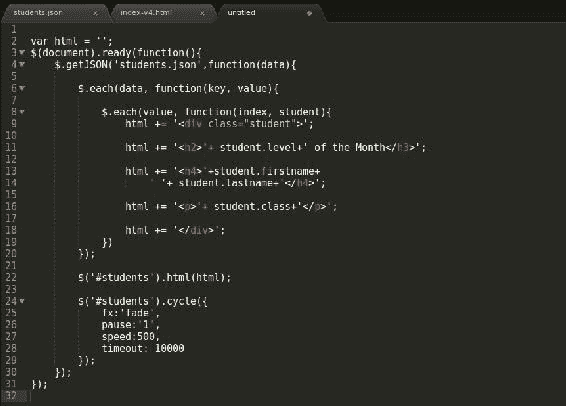 students.json × index-v4.html × untitled
1
2 var html = '';
3 $(document).ready(function(){
4     $.getJSON('students.json',function(data){
5
6         $.each(data, function(key, value){
7
8             $.each(value, function(index, student){
9                 html += '<div class="student">';
10
11                 html += '<h2>'+ student.level+' of the Month</h3>';
12
13                 html += '<h4>'+student.firstname+
14                     ' '+ student.lastname+'</h4>';
15
16                 html += '<p>'+ student.class+'</p>';
17
18                 html += '</div>';
19             })
20         });
21
22         $('#students').html(html);
23
24         $('#students').cycle({
25             fx:'fade',
26             pause:'1',
27             speed:500,
28             timeout: 10000
29         });
30     });
31 });
32